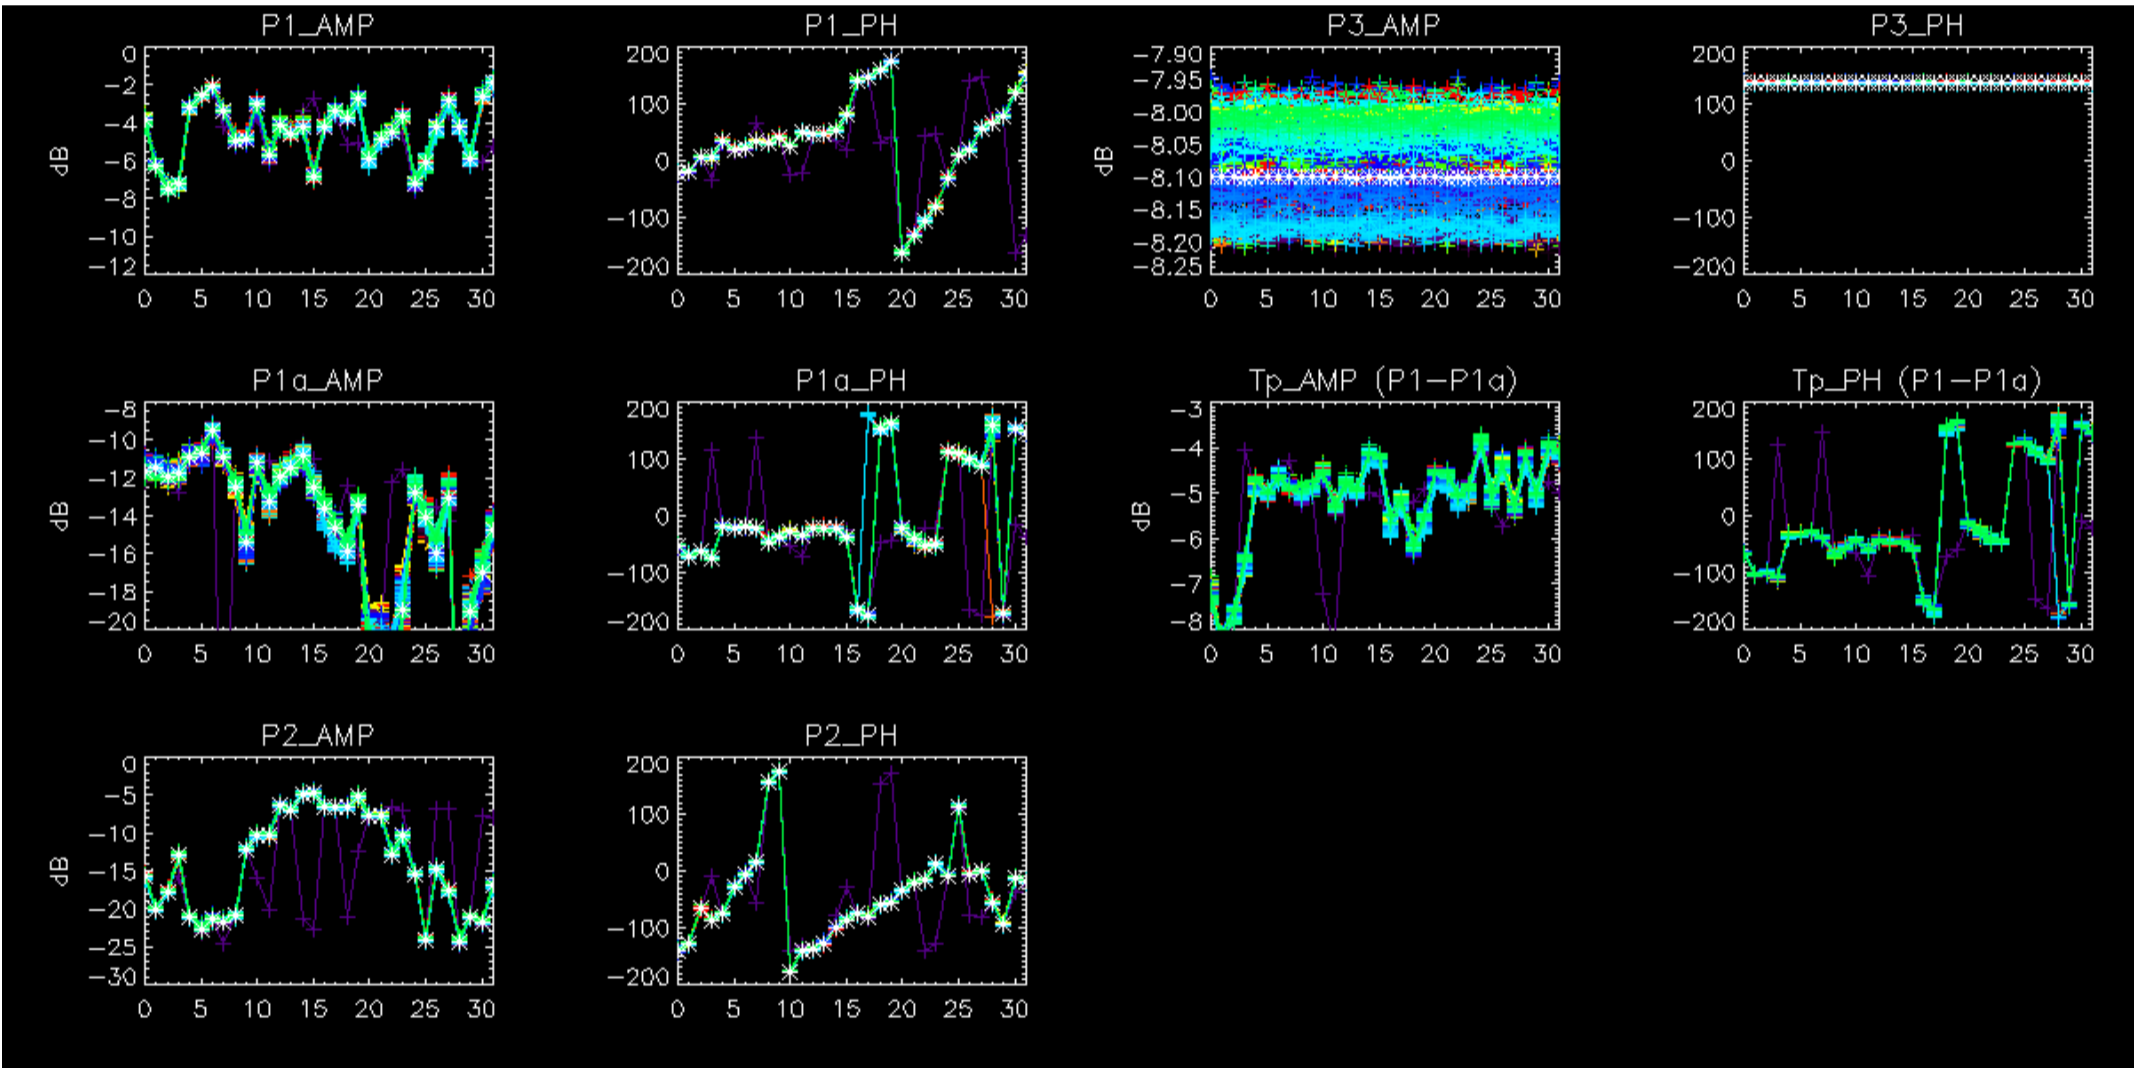 P1_AMP P1_PH P3_AMP P3_PH
0 -2 -4 -6 -8 -10 -12
dB
200 100 0 -100 -200
-7.90 -7.95 -8.00 -8.05 -8.10 -8.15 -8.20 -8.25
dB
200 100 0 -100 -200
0 5 10 15 20 25 30
0 5 10 15 20 25 30
0 5 10 15 20 25 30
0 5 10 15 20 25 30
P1a_AMP P1a_PH Tp_AMP (P1-P1a) Tp_PH (P1-P1a)
-8 -10 -12 -14 -16 -18 -20
dB
200 100 0 -100 -200
-3 -4 -5 -6 -7 -8
dB
200 100 0 -100 -200
0 5 10 15 20 25 30
0 5 10 15 20 25 30
0 5 10 15 20 25 30
0 5 10 15 20 25 30
P2_AMP P2_PH
0 -5 -10 -15 -20 -25 -30
dB
200 100 0 -100 -200
0 5 10 15 20 25 30
0 5 10 15 20 25 30